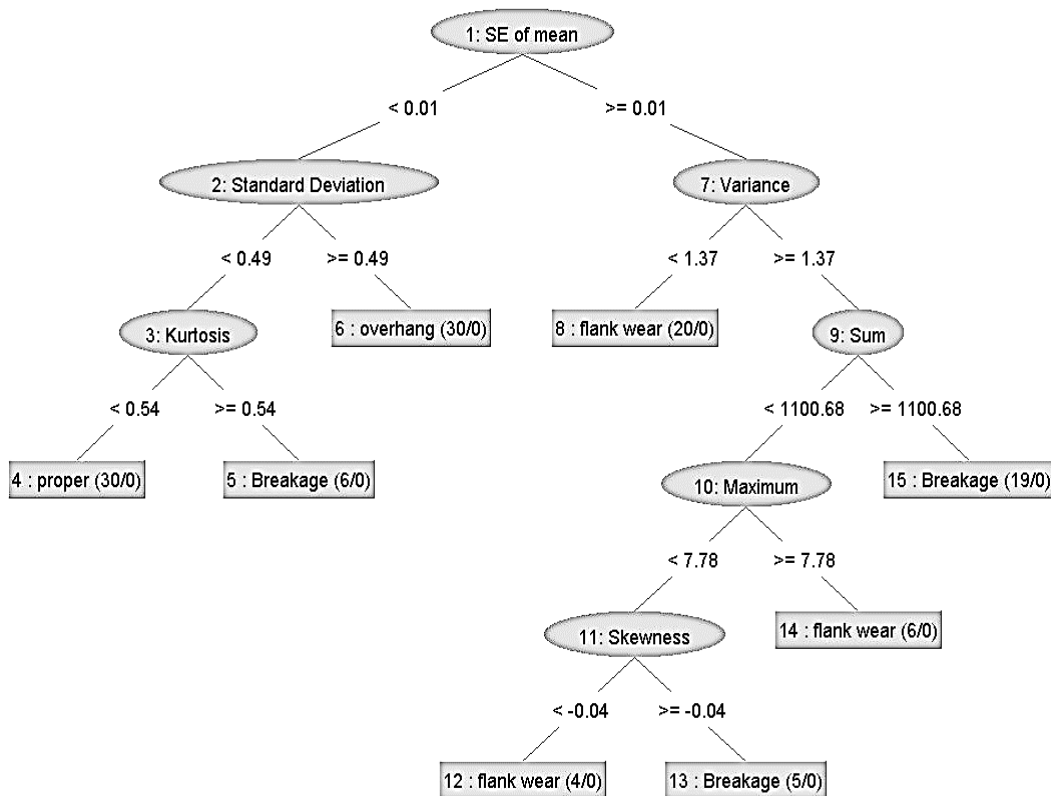 1: SE of mean
< 0.01
>= 0.01
2: Standard Deviation
7: Variance
< 0.49
>= 0.49
< 1.37
>= 1.37
3: Kurtosis
6 : overhang (30/0)
8 : flank wear (20/0)
9: Sum
< 0.54
>= 0.54
< 1100.68
>= 1100.68
4 : proper (30/0)
5 : Breakage (6/0)
10: Maximum
15 : Breakage (19/0)
< 7.78
>= 7.78
11: Skewness
14 : flank wear (6/0)
< -0.04
>= -0.04
12 : flank wear (4/0)
13 : Breakage (5/0)